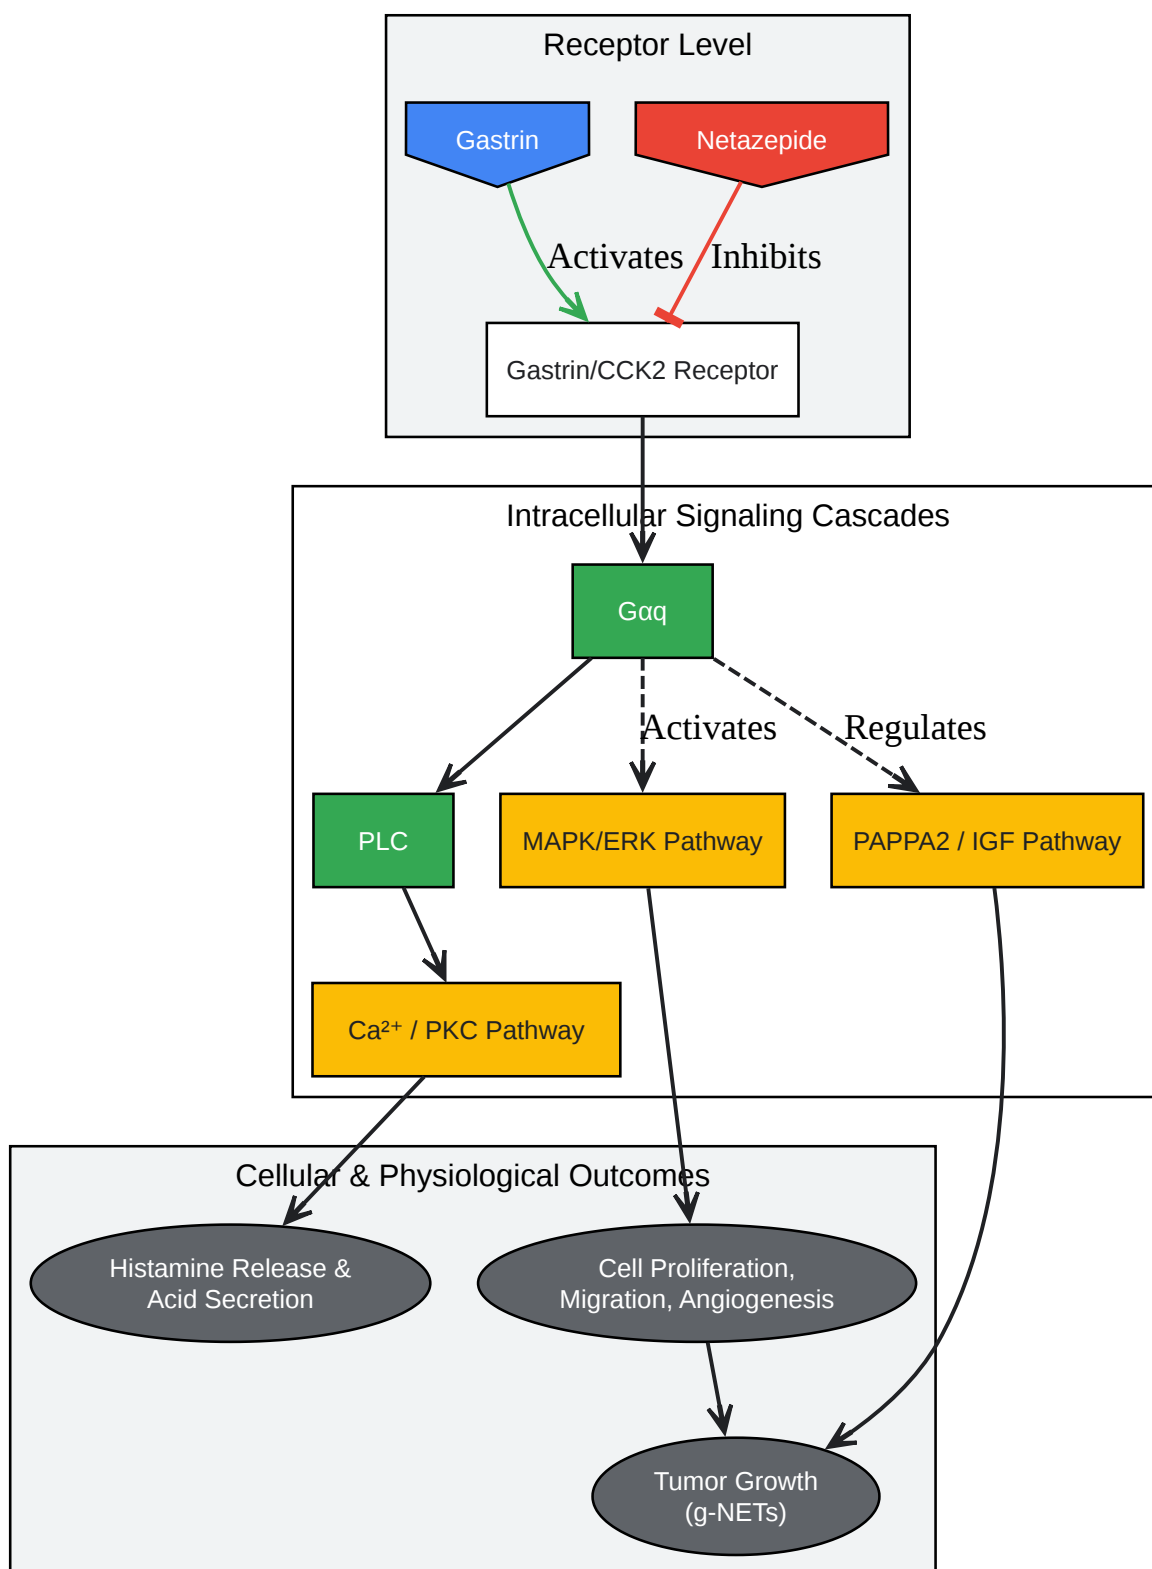 Receptor Level
Gastrin
Netazepide
Activates
Inhibits
Gastrin/CCK2 Receptor
Intracellular Signaling Cascades
Gαq
Activates
Regulates
PLC
MAPK/ERK Pathway
PAPPA2 / IGF Pathway
Ca²⁺ / PKC Pathway
Cellular & Physiological Outcomes
Histamine Release &
Acid Secretion
Cell Proliferation,
Migration, Angiogenesis
Tumor Growth
(g-NETs)